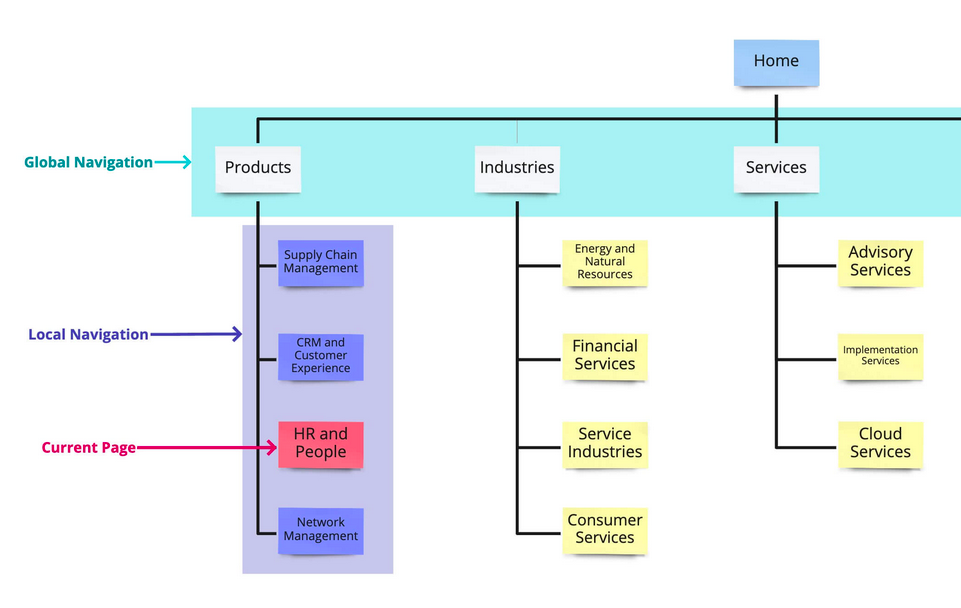 Home
Global Navigation
Products
Industries
Services
Supply Chain
Management
Energy and
Natural
Resources
Advisory
Services
Local Navigation
CRM and
Customer
Experience
Financial
Services
Implementation
Services
Current Page
HR and
People
Service
Industries
Cloud
Services
Network
Management
Consumer
Services